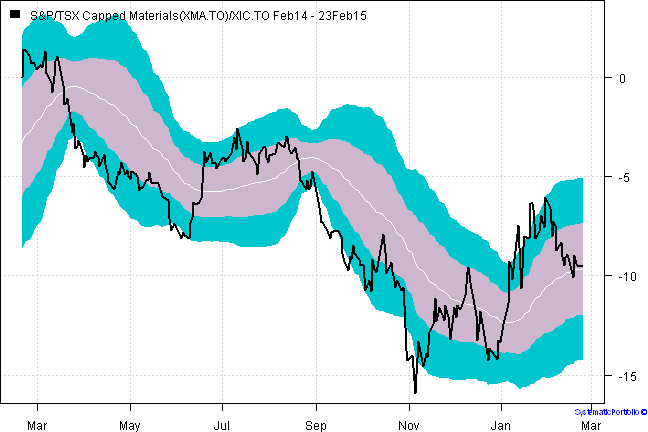 S&P/TSX Capped Materials(XMA.TO)/XIC.TO Feb14 - 23Feb15
0
-5
-10
-15
SystematicPortfolio ©
Mar May Jul Sep Nov Jan Mar